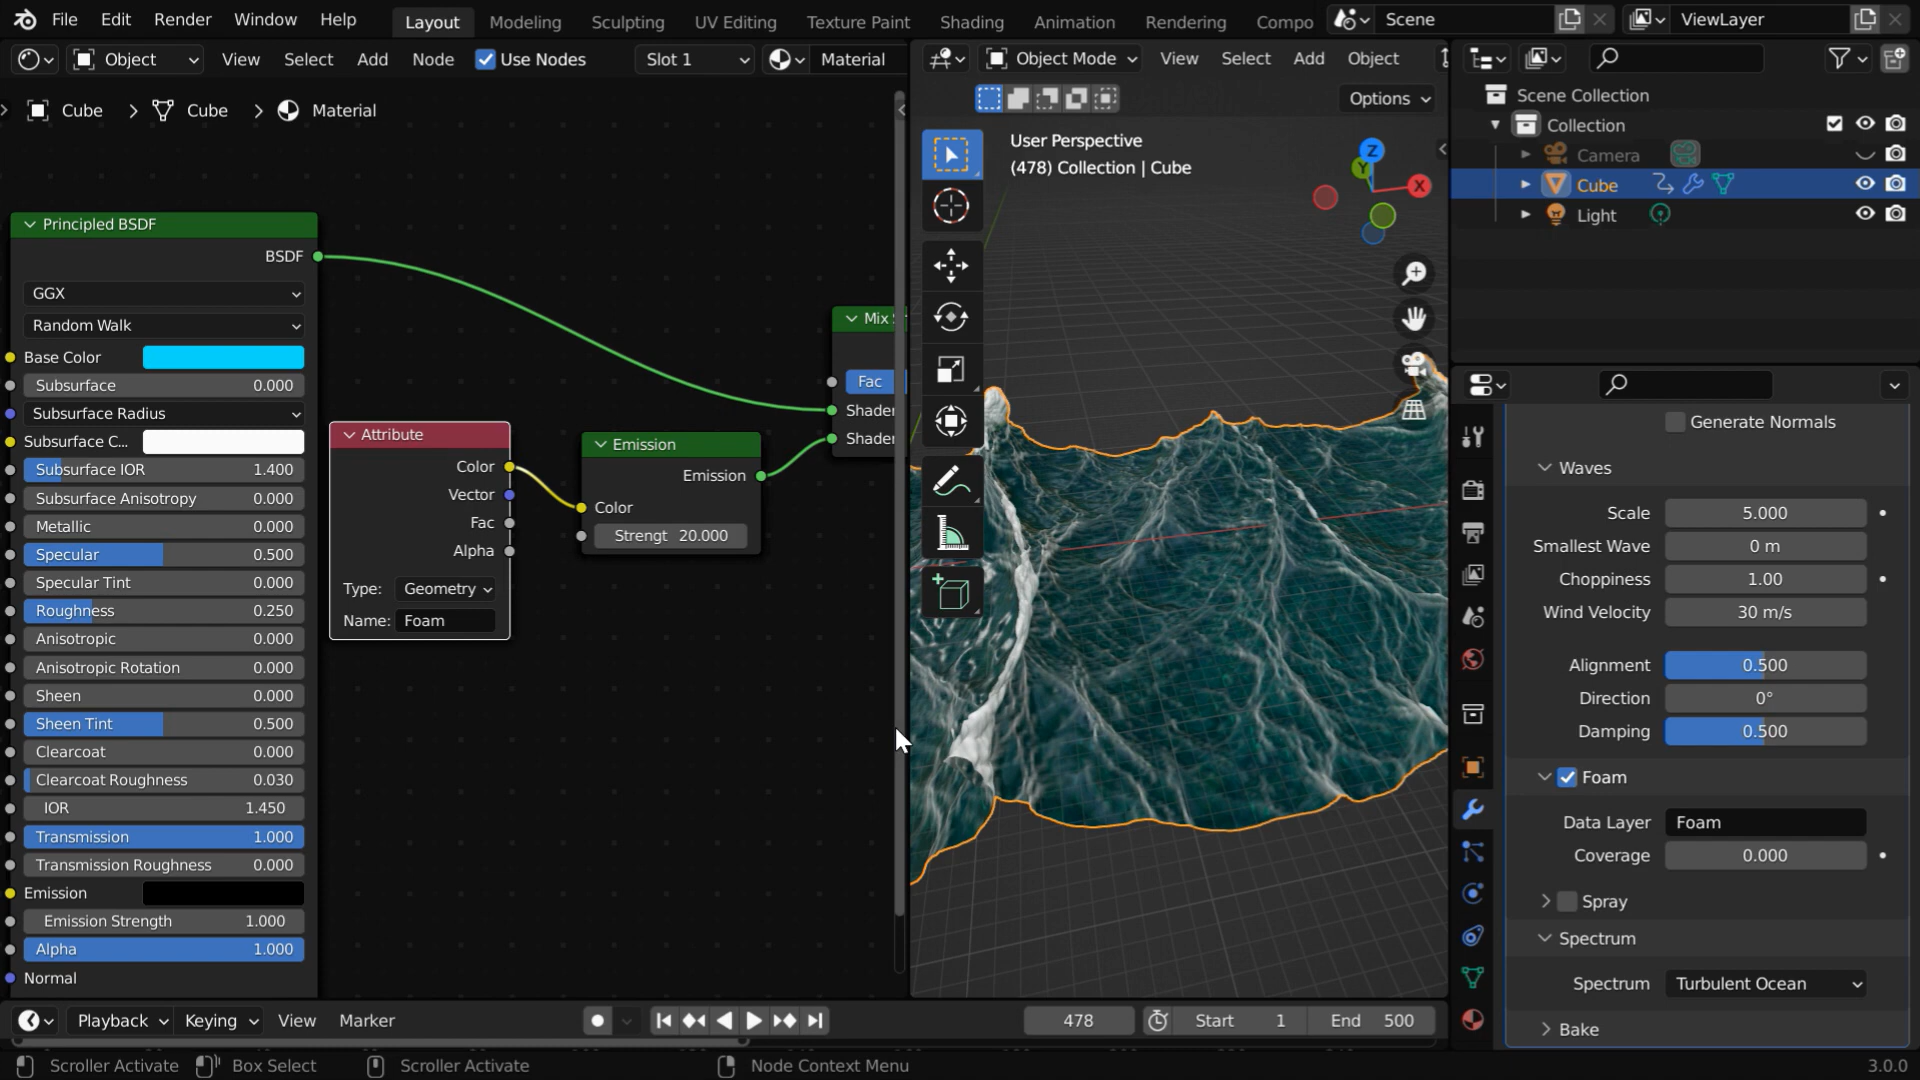 File Edit Render Window Help Layout Modeling Sculpting UV Editing Texture Paint Shading Animation Rendering Compo Scene ViewLayer
Object View Select Add Node Use Nodes Slot 1 Material
Object Mode View Select Add Object
Options
Cube > Cube > Material
User Perspective
(478) Collection | Cube
Z
Y
X
Scene Collection
Collection
Camera
Cube
Light
Principled BSDF
BSDF
GGX
Random Walk
Base Color
Subsurface 0.000
Subsurface Radius
Subsurface C...
Subsurface IOR 1.400
Subsurface Anisotropy 0.000
Metallic 0.000
Specular 0.500
Specular Tint 0.000
Roughness 0.250
Anisotropic 0.000
Anisotropic Rotation 0.000
Sheen 0.000
Sheen Tint 0.500
Clearcoat 0.000
Clearcoat Roughness 0.030
IOR 1.450
Transmission 1.000
Transmission Roughness 0.000
Emission
Emission Strength 1.000
Alpha 1.000
Normal
Attribute
Color
Vector
Fac
Alpha
Type: Geometry
Name: Foam
Emission
Emission
Color
Strengt 20.000
Mix
Fac
Shader
Shader
Generate Normals
Waves
Scale 5.000
Smallest Wave 0 m
Choppiness 1.00
Wind Velocity 30 m/s
Alignment 0.500
Direction 0°
Damping 0.500
Foam
Data Layer Foam
Coverage 0.000
Spray
Spectrum
Spectrum Turbulent Ocean
Bake
Playback Keying View Marker 478 Start 1 End 500
Scroller Activate Box Select Scroller Activate Node Context Menu 3.0.0